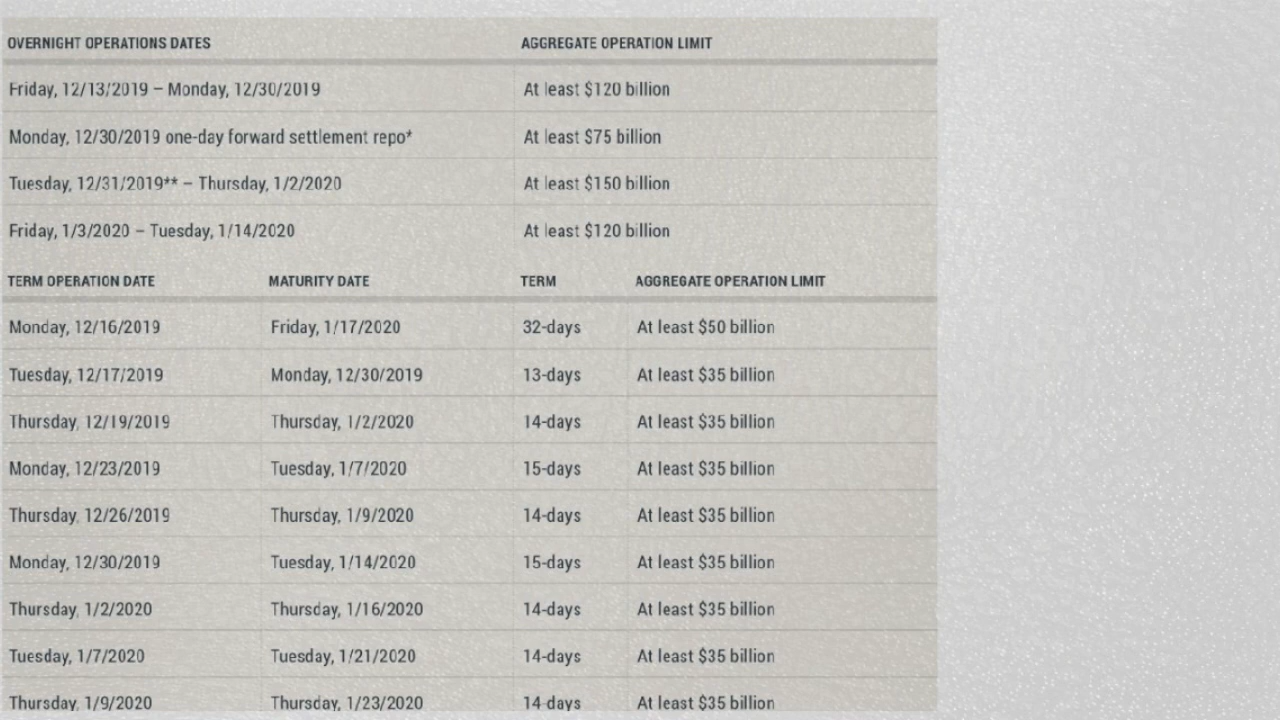 OVERNIGHT OPERATIONS DATES AGGREGATE OPERATION LIMIT
Friday, 12/13/2019 – Monday, 12/30/2019 At least $120 billion
Monday, 12/30/2019 one-day forward settlement repo* At least $75 billion
Tuesday, 12/31/2019** – Thursday, 1/2/2020 At least $150 billion
Friday, 1/3/2020 – Tuesday, 1/14/2020 At least $120 billion
TERM OPERATION DATE MATURITY DATE TERM AGGREGATE OPERATION LIMIT
Monday, 12/16/2019 Friday, 1/17/2020 32-days At least $50 billion
Tuesday, 12/17/2019 Monday, 12/30/2019 13-days At least $35 billion
Thursday, 12/19/2019 Thursday, 1/2/2020 14-days At least $35 billion
Monday, 12/23/2019 Tuesday, 1/7/2020 15-days At least $35 billion
Thursday, 12/26/2019 Thursday, 1/9/2020 14-days At least $35 billion
Monday, 12/30/2019 Tuesday, 1/14/2020 15-days At least $35 billion
Thursday, 1/2/2020 Thursday, 1/16/2020 14-days At least $35 billion
Tuesday, 1/7/2020 Tuesday, 1/21/2020 14-days At least $35 billion
Thursday, 1/9/2020 Thursday, 1/23/2020 14-days At least $35 billion